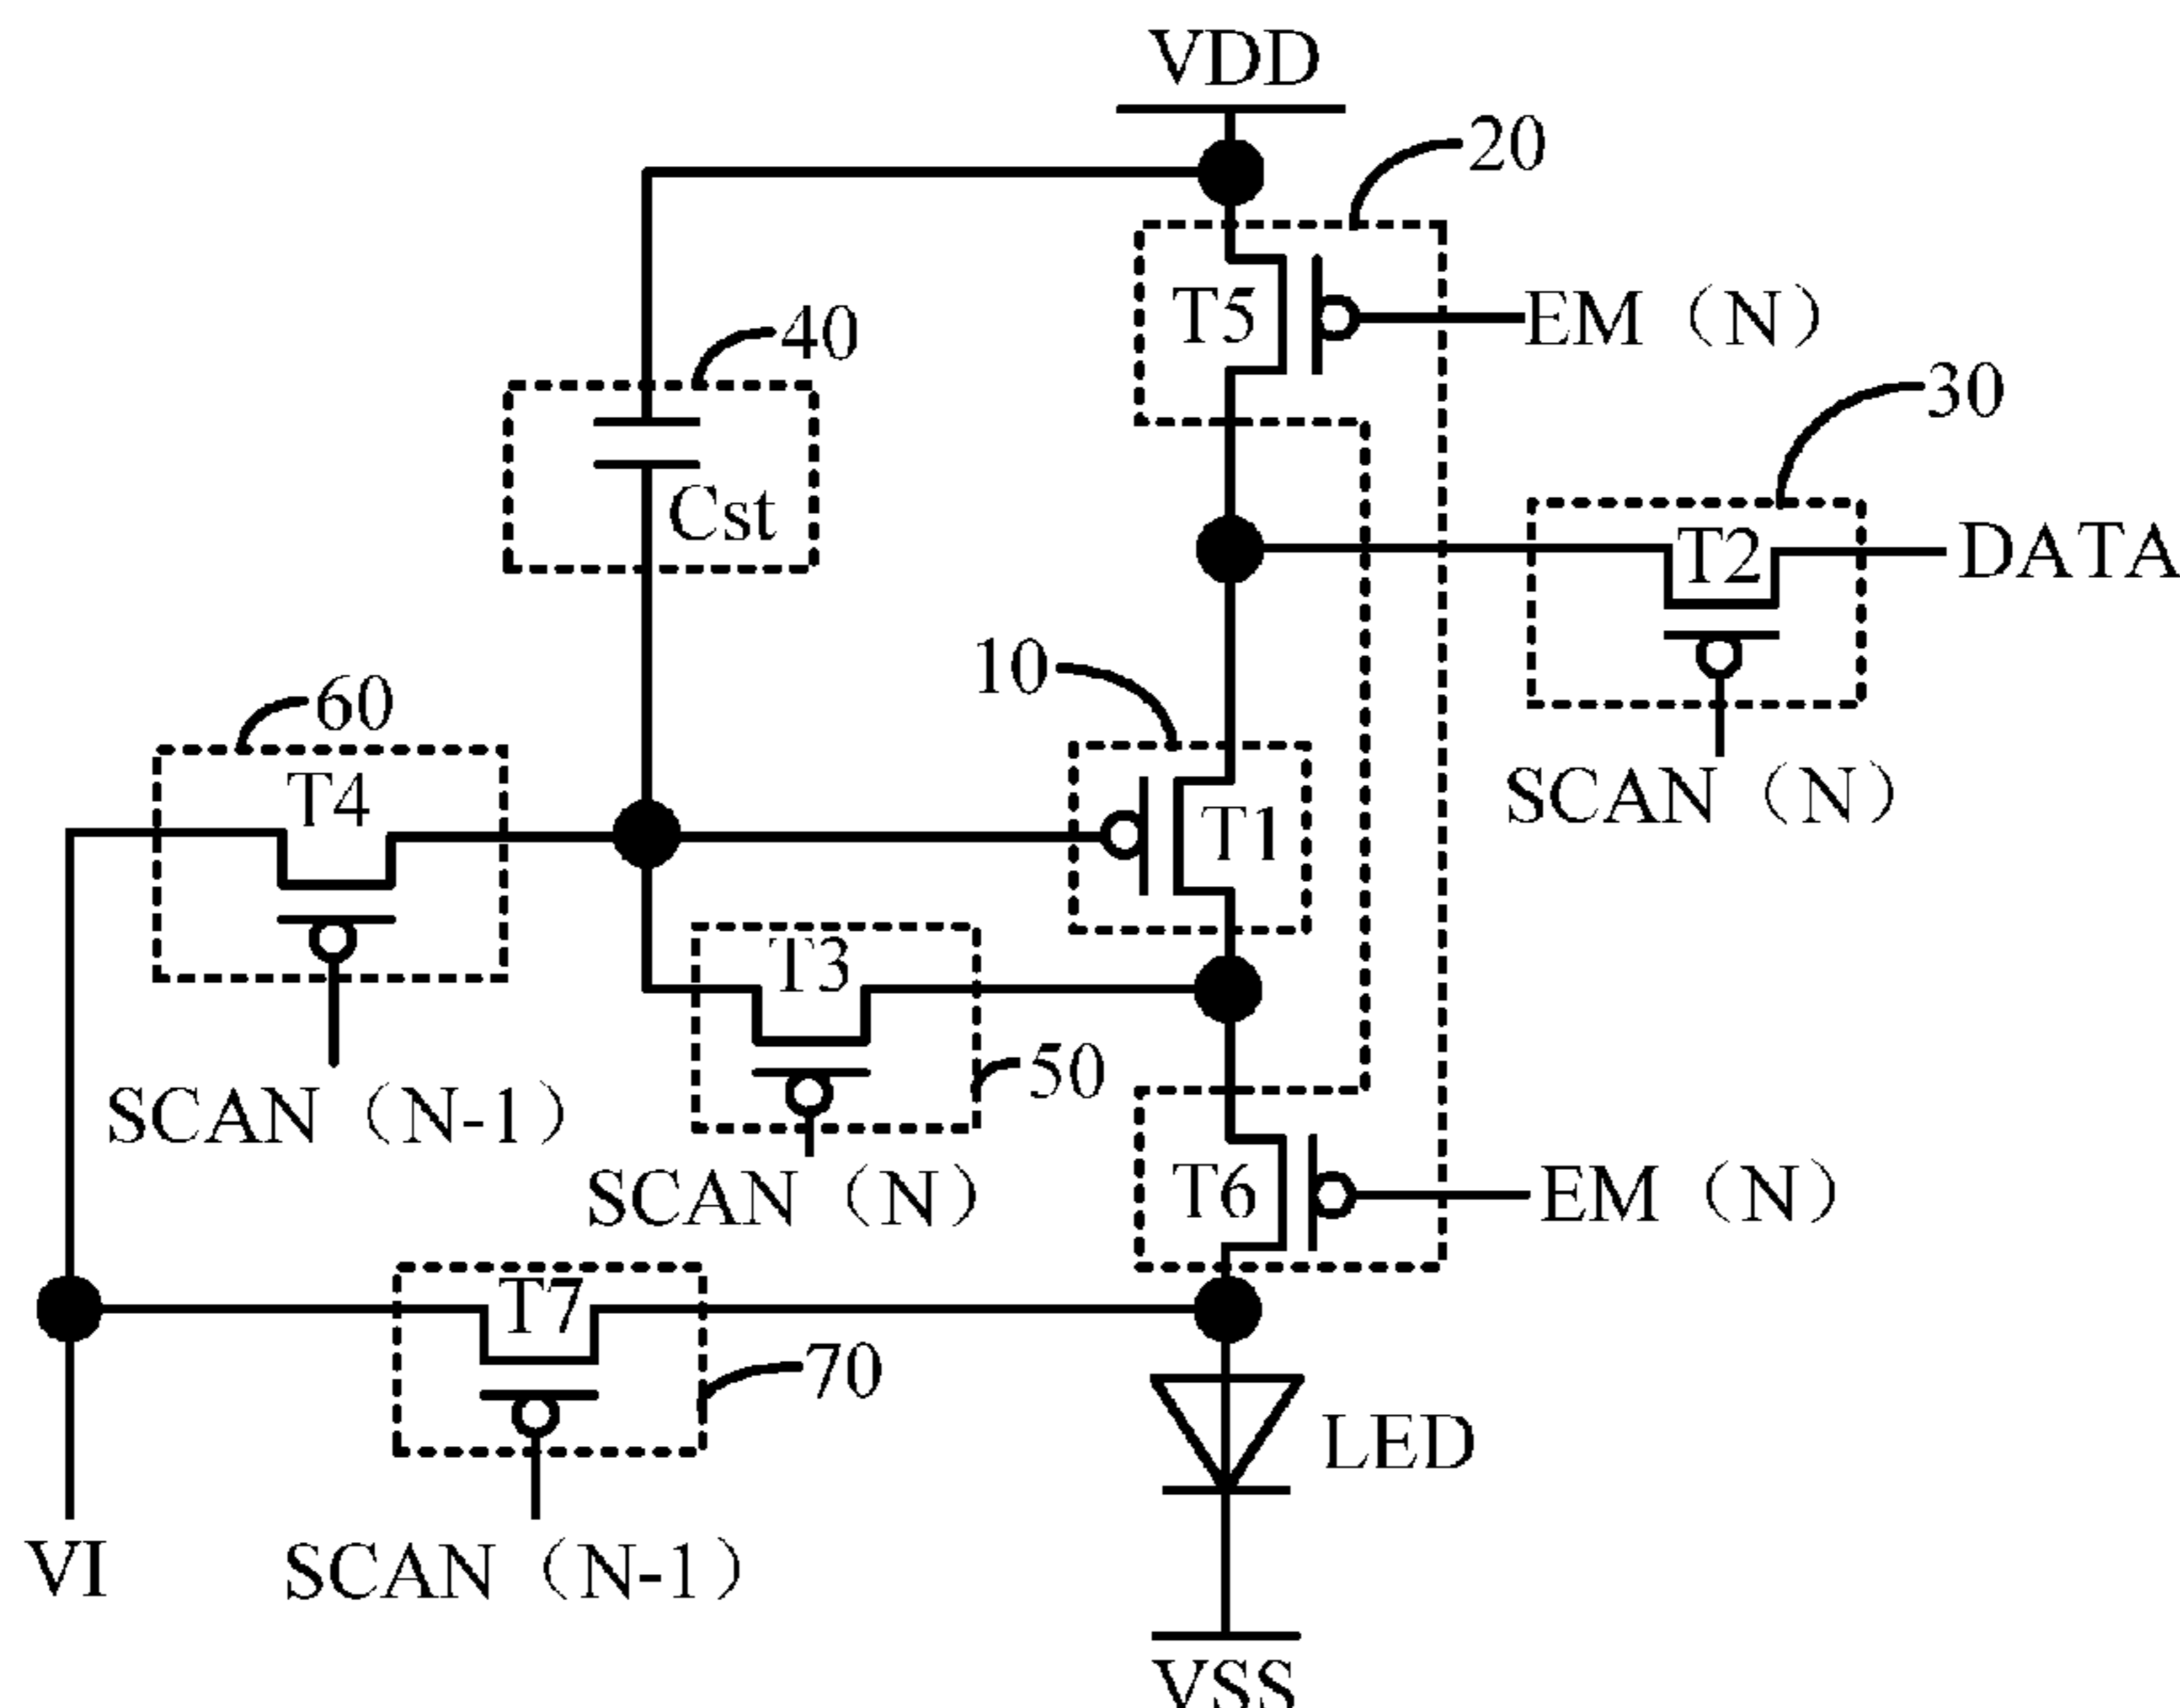 VDD
20
T5
EM（N）
40
30
Cst
T2
DATA
10
60
T4
T1
SCAN（N）
T3
50
SCAN（N-1）
SCAN（N）
T6
EM（N）
T7
70
LED
VI
SCAN（N-1）
VSS